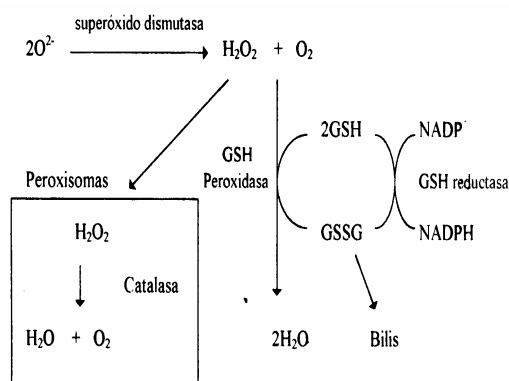 superóxido dismutasa
2O²⁻ H₂O₂ + O₂
2GSH NADP
GSH
Peroxidasa
GSH reductasa
Peroxisomas
H₂O₂
GSSG NADPH
Catalasa
H₂O + O₂ 2H₂O Bilis